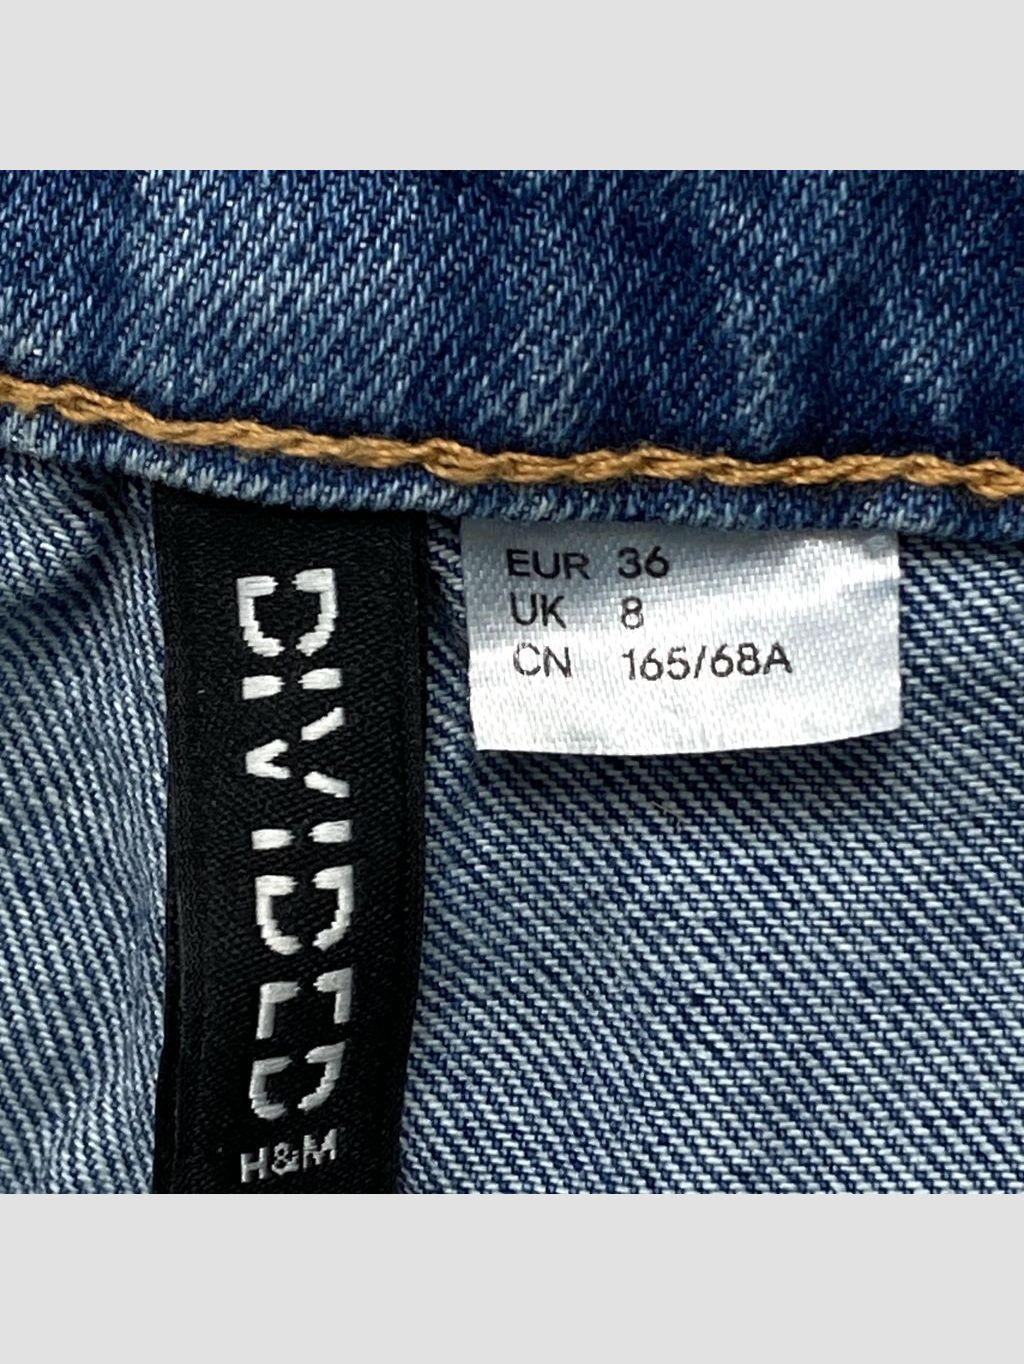 DIVIDED
H&M
EUR 36
UK 8
CN 165/68A